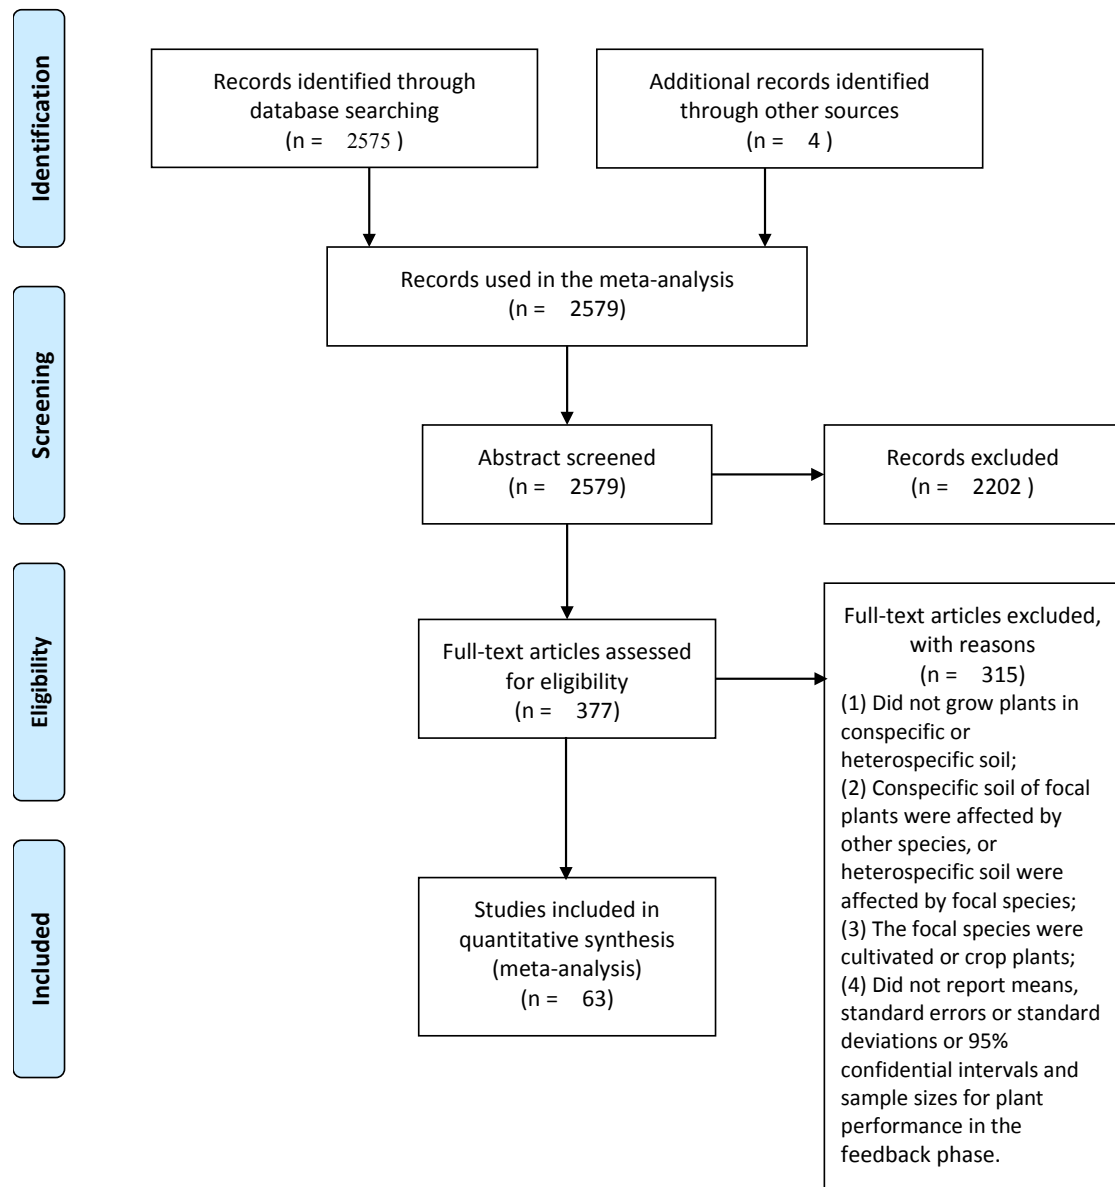 Identification
Records identified through
database searching
(n = 2575 )
Additional records identified
through other sources
(n = 4 )
Records used in the meta-analysis
(n = 2579)
Screening
Abstract screened
(n = 2579)
Records excluded
(n = 2202 )
Eligibility
Full-text articles assessed
for eligibility
(n = 377)
Full-text articles excluded,
with reasons
(n = 315)
(1) Did not grow plants in
conspecific or
heterospecific soil;
(2) Conspecific soil of focal
plants were affected by
other species, or
heterospecific soil were
affected by focal species;
(3) The focal species were
cultivated or crop plants;
(4) Did not report means,
standard errors or standard
deviations or 95%
confidential intervals and
sample sizes for plant
performance in the
feedback phase.
Included
Studies included in
quantitative synthesis
(meta-analysis)
(n = 63)